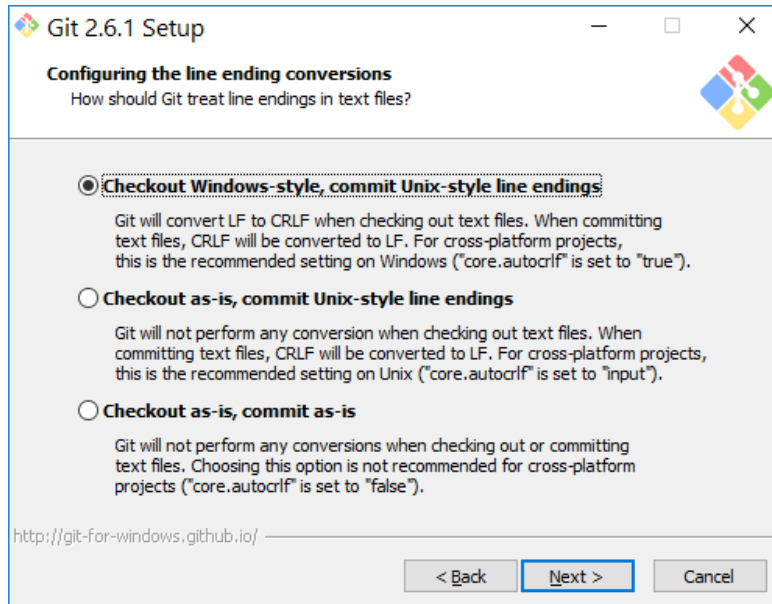 Git 2.6.1 Setup
Configuring the line ending conversions
How should Git treat line endings in text files?
Checkout Windows-style, commit Unix-style line endings
Git will convert LF to CRLF when checking out text files. When committing
text files, CRLF will be converted to LF. For cross-platform projects,
this is the recommended setting on Windows ("core.autocrlf" is set to "true").
Checkout as-is, commit Unix-style line endings
Git will not perform any conversion when checking out text files. When
committing text files, CRLF will be converted to LF. For cross-platform projects,
this is the recommended setting on Unix ("core.autocrlf" is set to "input").
Checkout as-is, commit as-is
Git will not perform any conversions when checking out or committing
text files. Choosing this option is not recommended for cross-platform
projects ("core.autocrlf" is set to "false").
http://git-for-windows.github.io/
< Back Next > Cancel